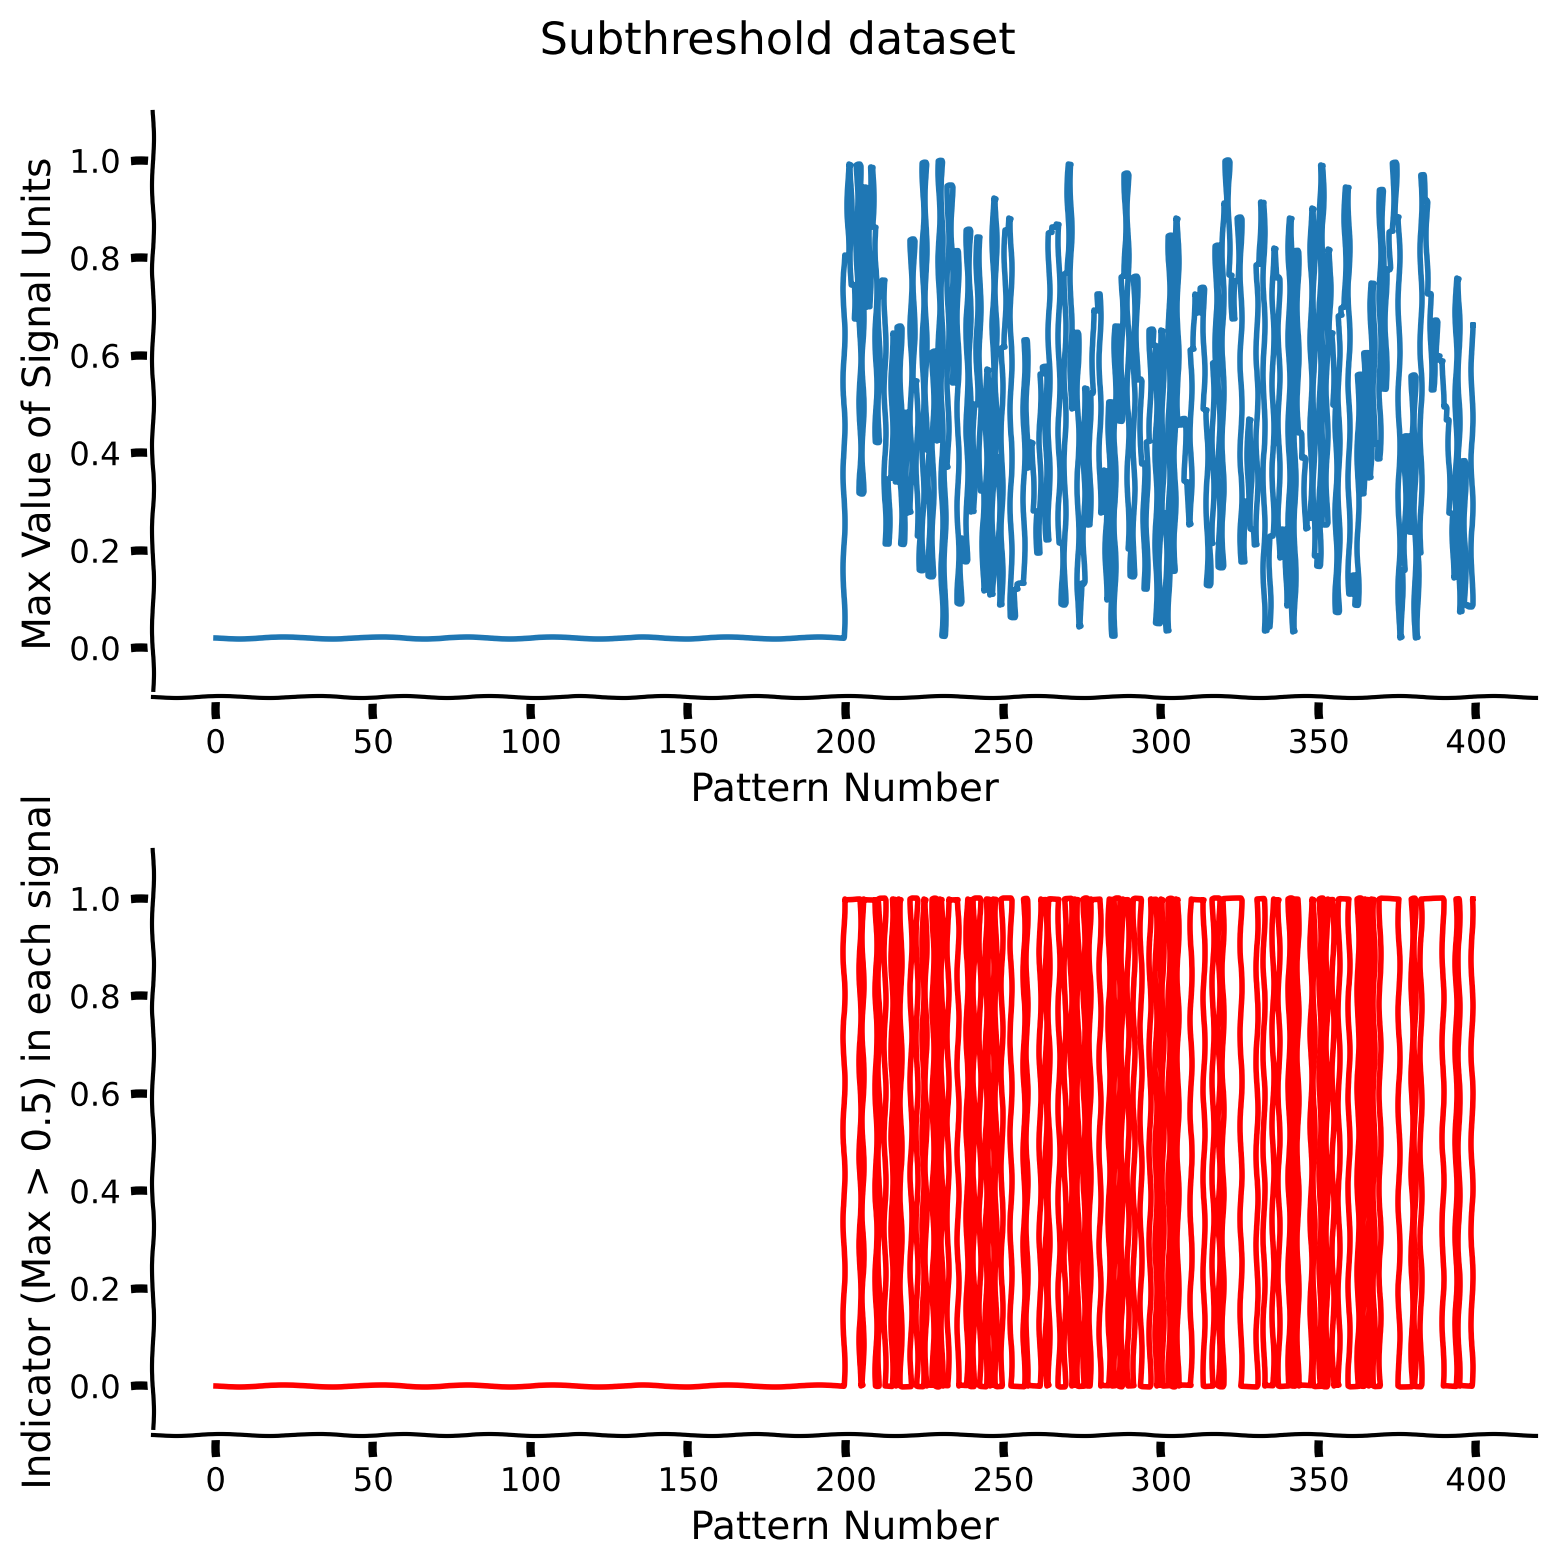 Subthreshold dataset
Max Value of Signal Units
1.0
0.8
0.6
0.4
0.2
0.0
0 50 100 150 200 250 300 350 400
Pattern Number
Indicator (Max > 0.5) in each signal
1.0
0.8
0.6
0.4
0.2
0.0
0 50 100 150 200 250 300 350 400
Pattern Number